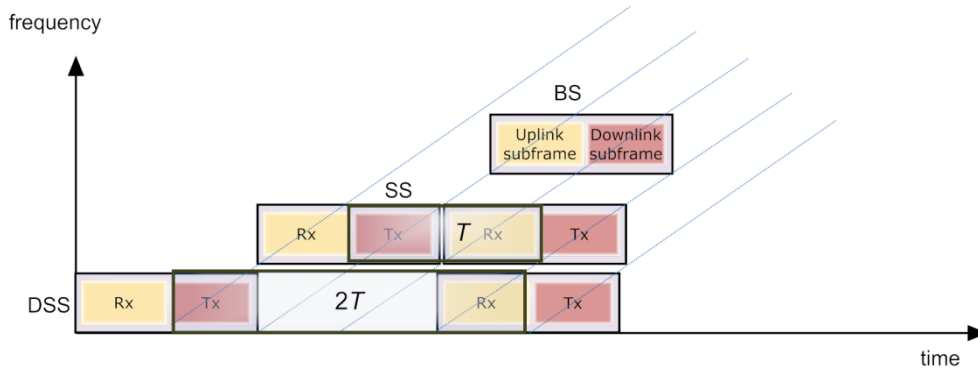 frequency
BS
Uplink
subframe
Downlink
subframe
SS
Rx
Tx
T
Rx
Tx
DSS
Rx
Tx
2T
Rx
Tx
time